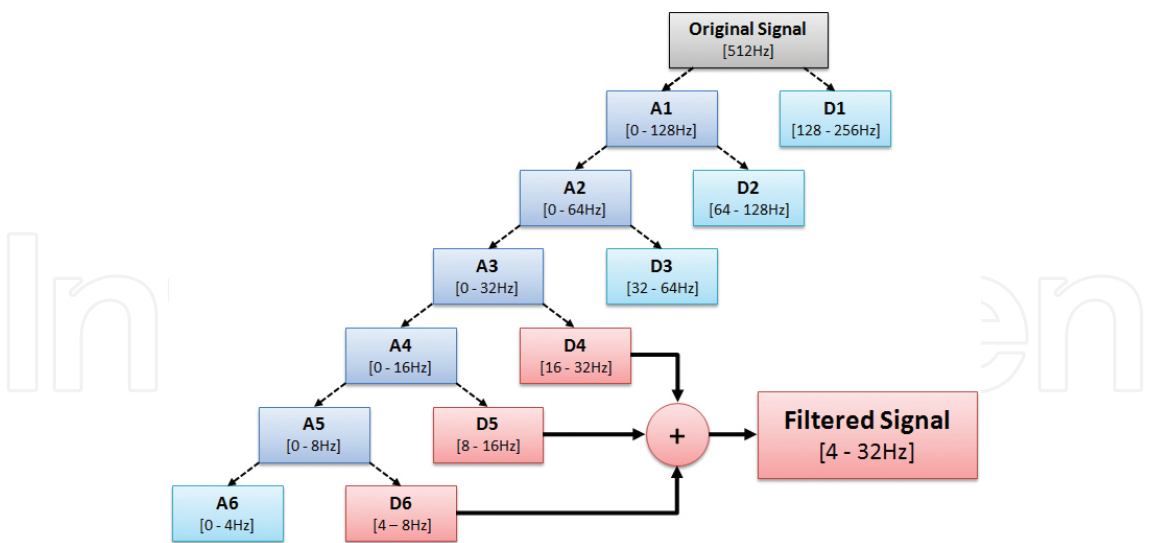 Original Signal
[512Hz]
A1
[0 - 128Hz]
D1
[128 - 256Hz]
A2
[0 - 64Hz]
D2
[64 - 128Hz]
A3
[0 - 32Hz]
D3
[32 - 64Hz]
A4
[0 - 16Hz]
D4
[16 - 32Hz]
A5
[0 - 8Hz]
D5
[8 - 16Hz]
+
Filtered Signal
[4 - 32Hz]
A6
[0 - 4Hz]
D6
[4 – 8Hz]
In
en